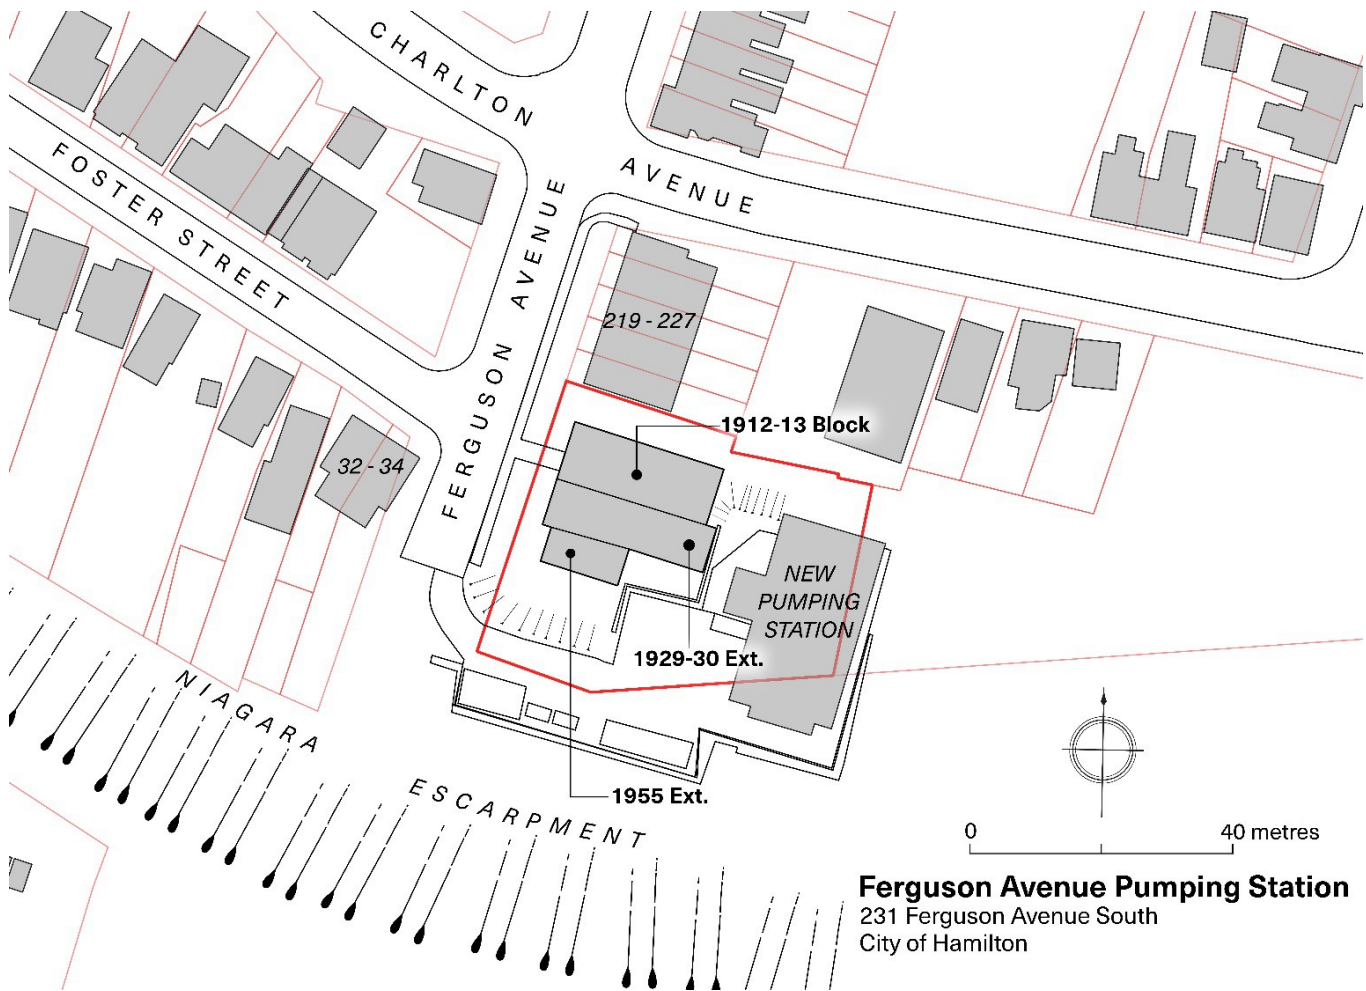 CHARLTON
AVENUE
FOSTER STREET
FERGUSON AVENUE
219 - 227
1912-13 Block
32 - 34
NEW
PUMPING
STATION
1929-30 Ext.
NIAGARA
ESCARPMENT
1955 Ext.
0 40 metres
Ferguson Avenue Pumping Station
231 Ferguson Avenue South
City of Hamilton